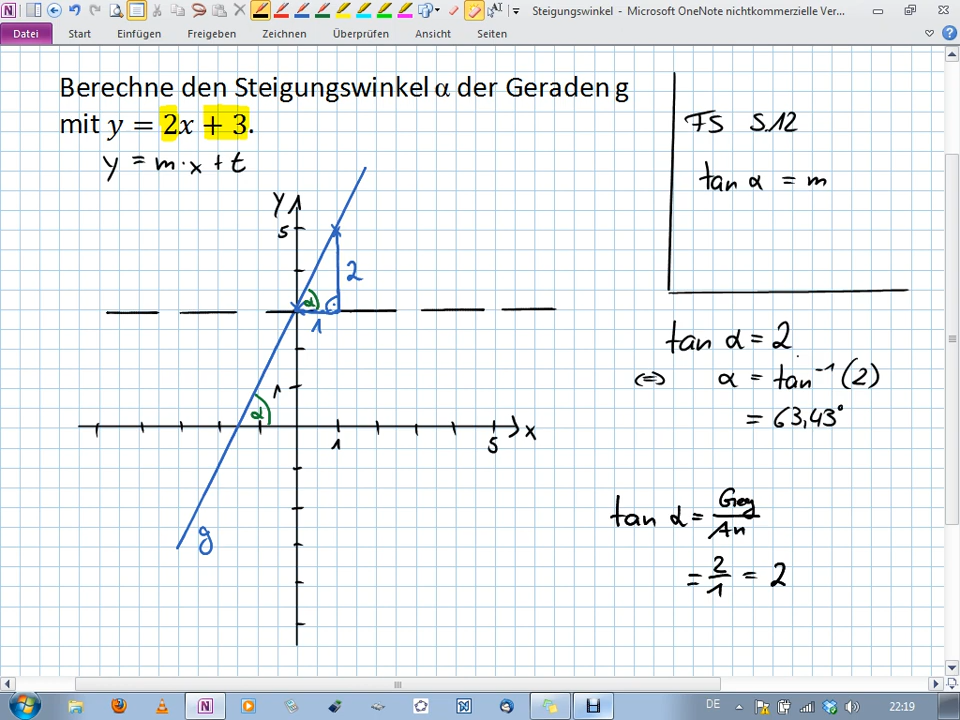 Steigungswinkel - Microsoft OneNote nichtkommerzielle Ver...
Datei Start Einfügen Freigeben Zeichnen Überprüfen Ansicht Seiten
Berechne den Steigungswinkel α der Geraden g
mit y = 2x + 3.
y = m·x + t
FS S.12
tan α = m
y
5
2
α
1
1
α
x
1
5
g
tan α = 2
<=> α = tan⁻¹(2)
= 63,43°
tan α = Geg/An
= 2/1 = 2
DE
22:19